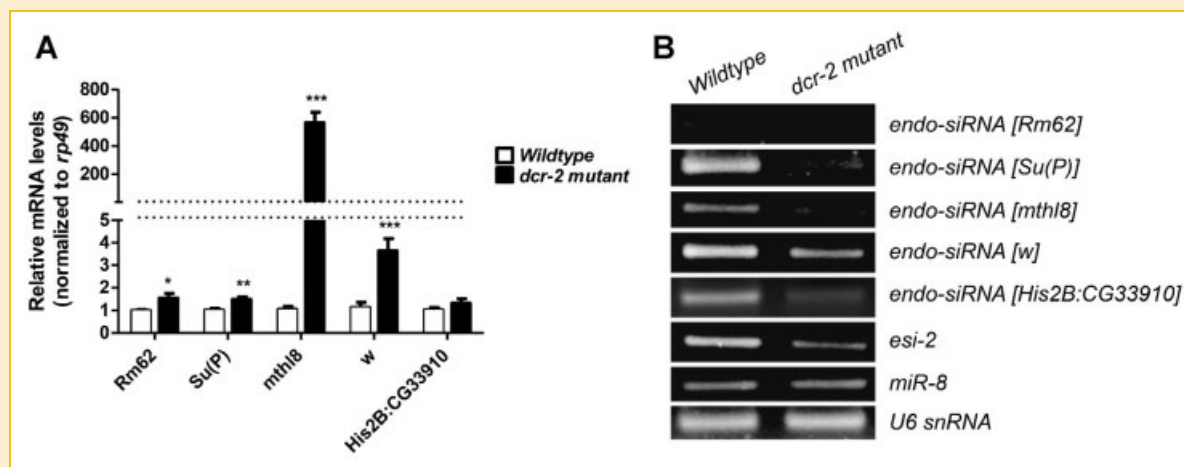 A
Relative mRNA levels
(normalized to rp49)
800
600
400
200
5
4
3
2
1
0
*
**
***
***
Rm62
Su(P)
mthl8
w
His2B:CG33910
Wildtype
dcr-2 mutant
B
Wildtype
dcr-2 mutant
endo-siRNA [Rm62]
endo-siRNA [Su(P)]
endo-siRNA [mthl8]
endo-siRNA [w]
endo-siRNA [His2B:CG33910]
esi-2
miR-8
U6 snRNA